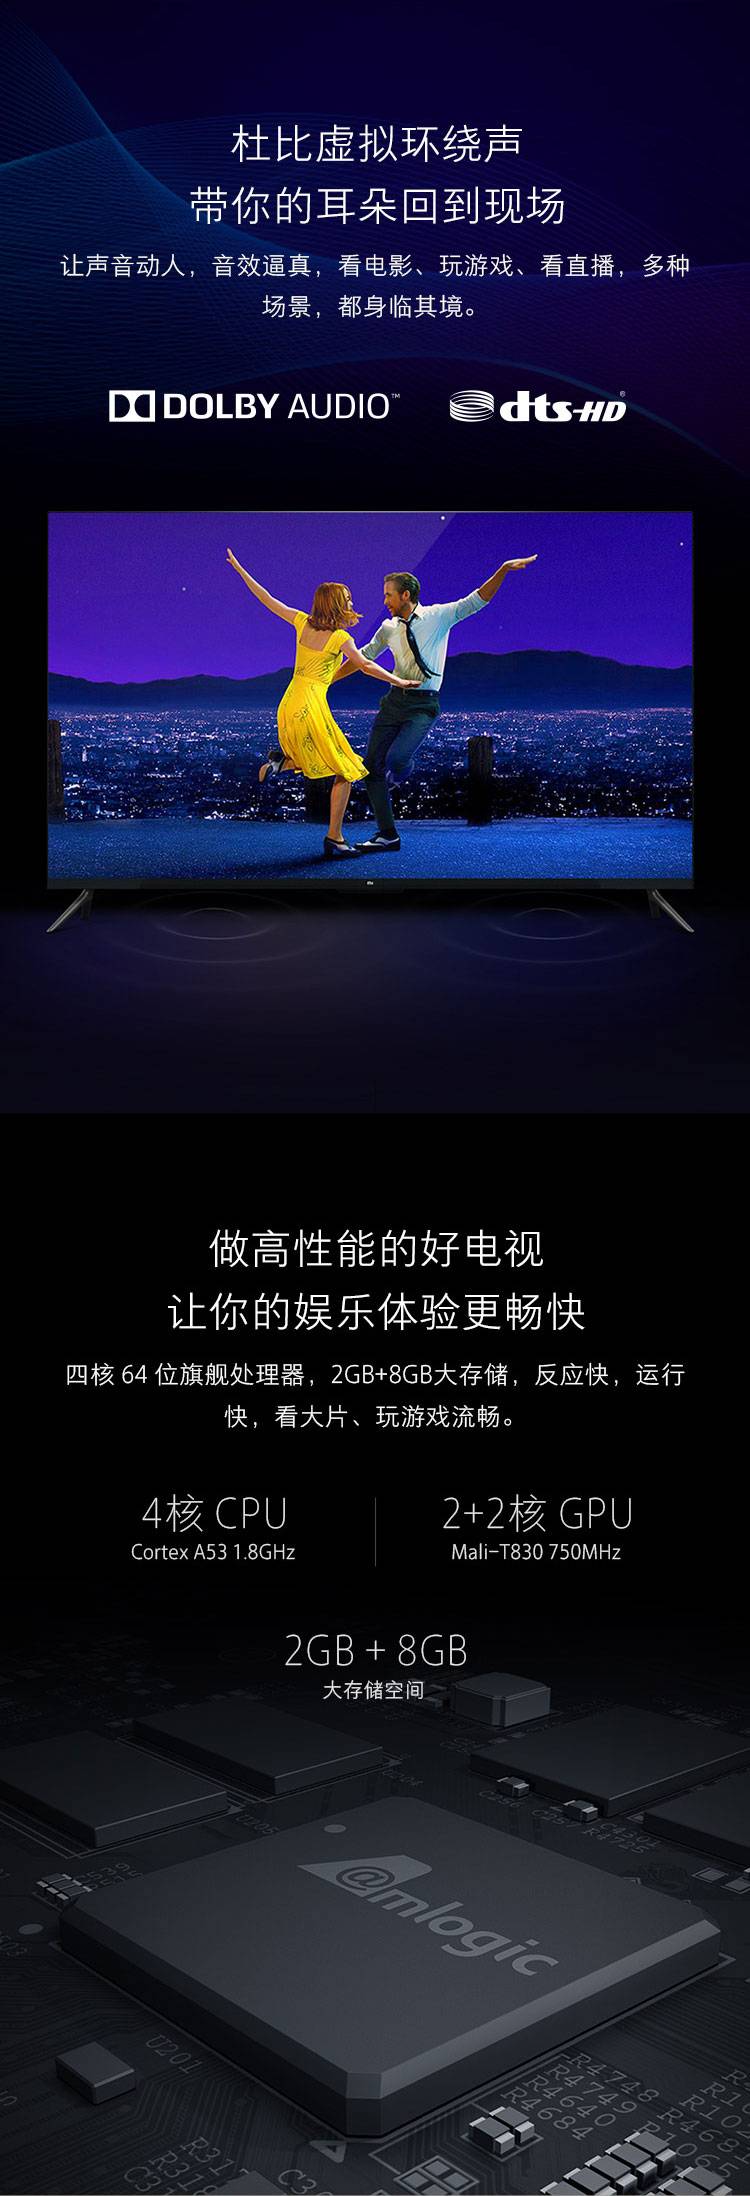 杜比虚拟环绕声
带你的耳朵回到现场
让声音动人，音效逼真，看电影、玩游戏、看直播，多种
场景，都身临其境。
DOLBY AUDIO™
dts-HD®
mi
做高性能的好电视
让你的娱乐体验更畅快
四核 64 位旗舰处理器，2GB+8GB大存储，反应快，运行
快，看大片、玩游戏流畅。
4核 CPU
2+2核 GPU
Cortex A53 1.8GHz
Mali-T830 750MHz
2GB + 8GB
大存储空间
@mlogic
U201
R4718
R4749
R4640
R4684